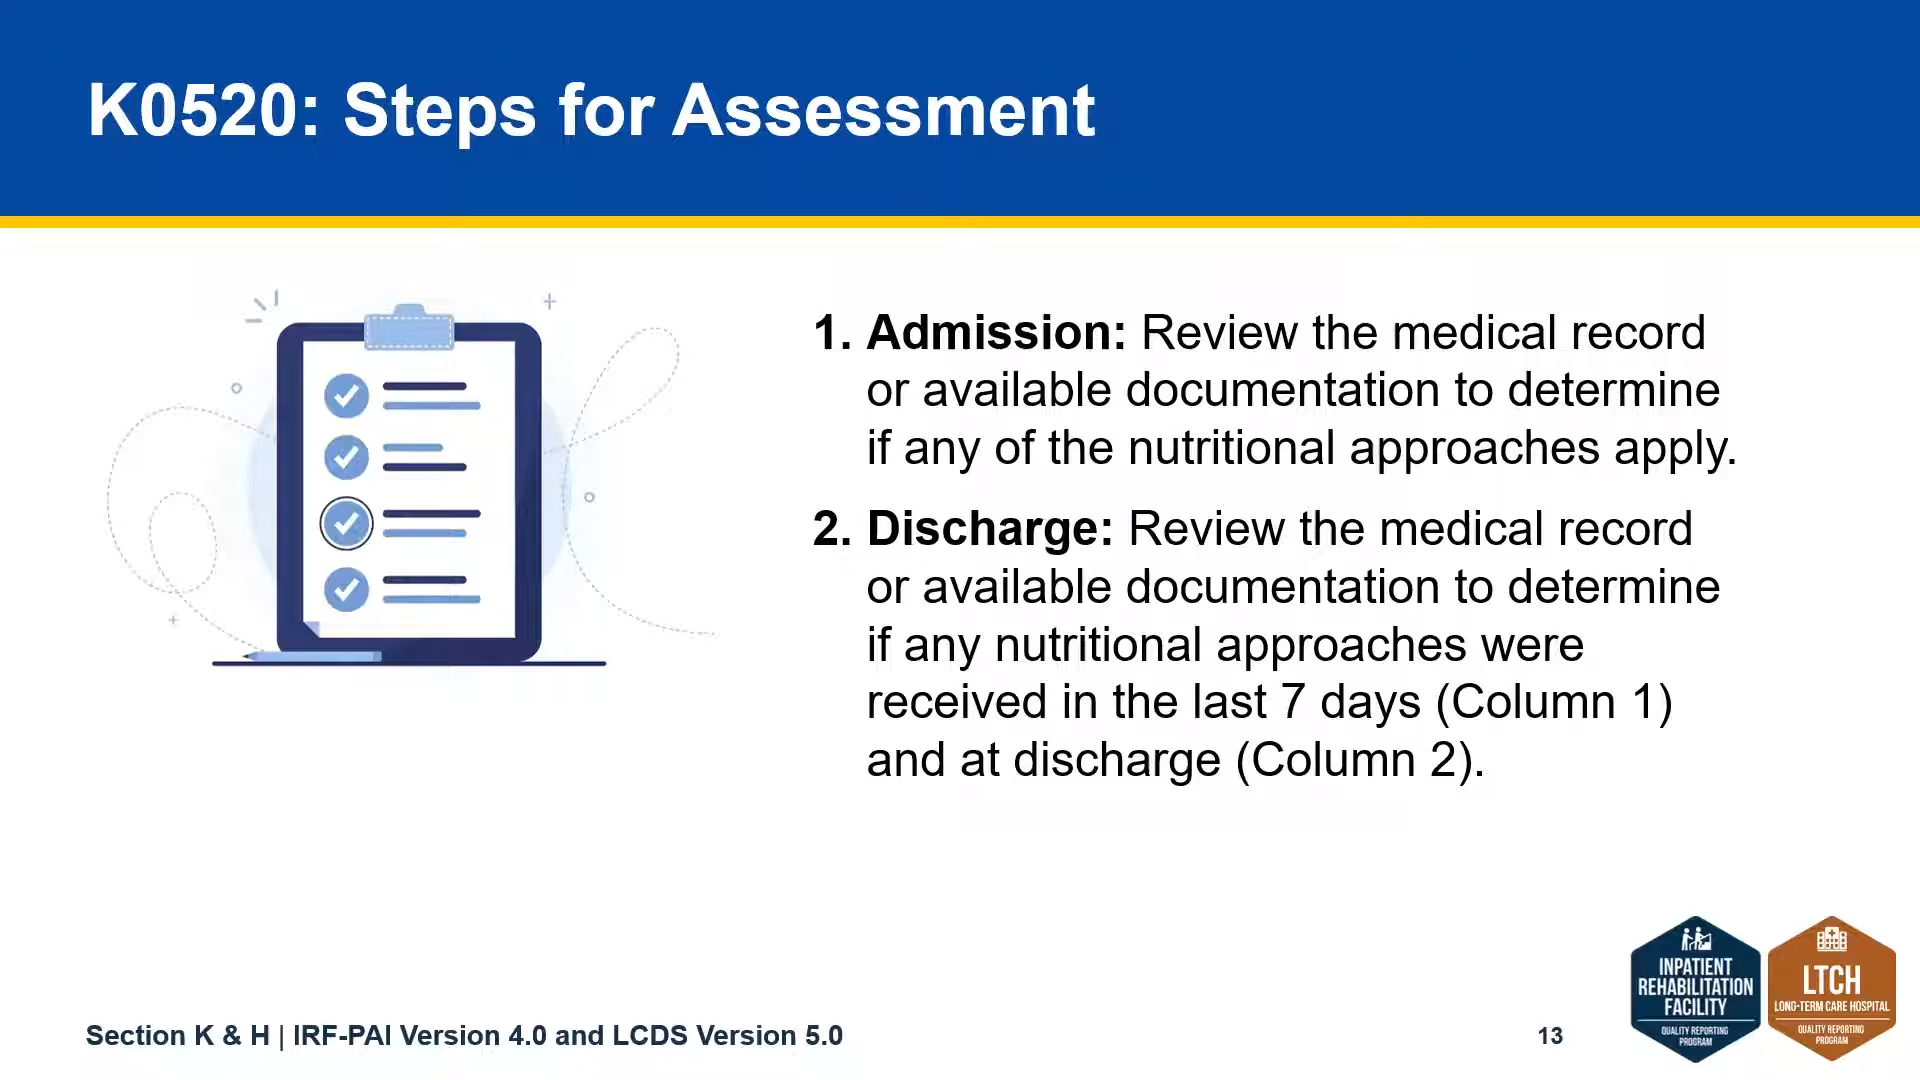 K0520: Steps for Assessment
1. Admission: Review the medical record
or available documentation to determine
if any of the nutritional approaches apply.
2. Discharge: Review the medical record
or available documentation to determine
if any nutritional approaches were
received in the last 7 days (Column 1)
and at discharge (Column 2).
INPATIENT
REHABILITATION
FACILITY
QUALITY REPORTING
PROGRAM
LTCH
LONG-TERM CARE HOSPITAL
QUALITY REPORTING
PROGRAM
Section K & H | IRF-PAI Version 4.0 and LCDS Version 5.0
13